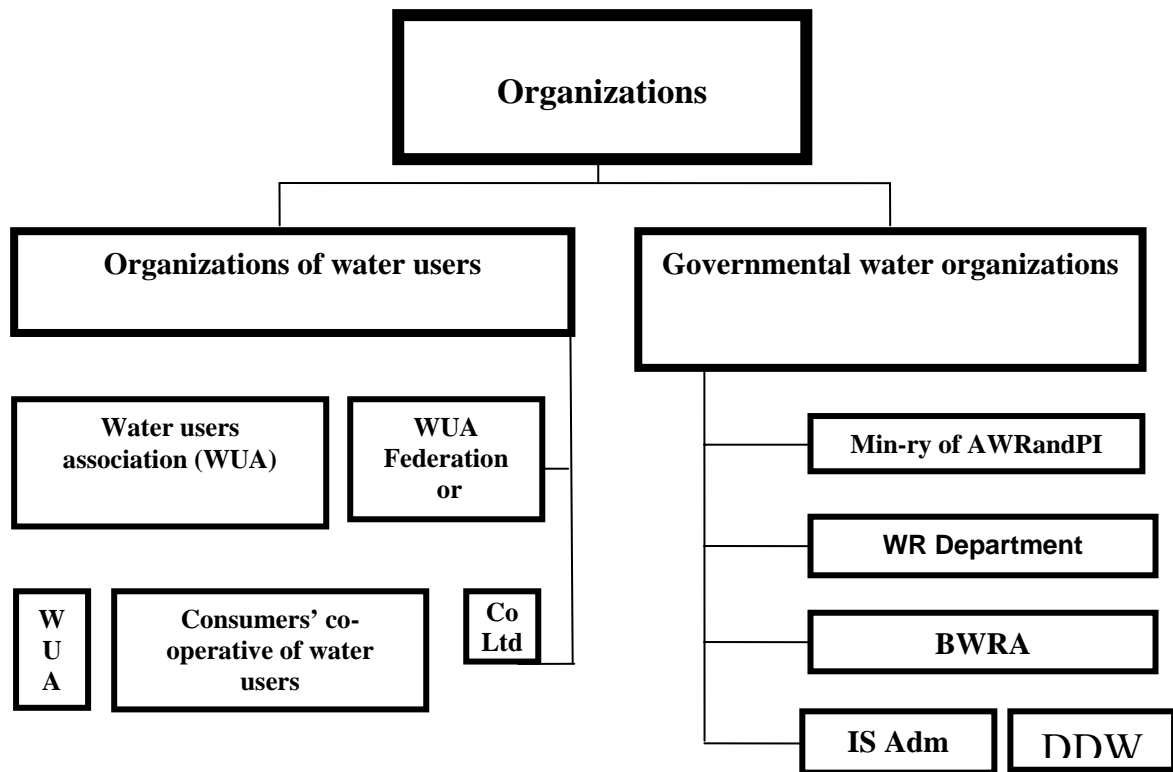 Organizations
Organizations of water users
Governmental water organizations
Water users
association (WUA)
WUA
Federation
or
Min-ry of AWRandPI
WR Department
W
U
A
Consumers’ co-
operative of water
users
Co
Ltd
BWRA
IS Adm
DDW